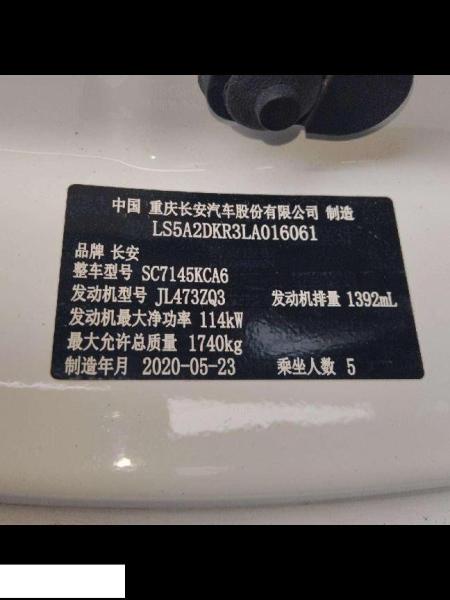 中国 重庆长安汽车股份有限公司 制造
LS5A2DKR3LA016061
品牌 长安
整车型号 SC7145KCA6
发动机型号 JL473ZQ3 发动机排量 1392mL
发动机最大净功率 114kW
最大允许总质量 1740kg
制造年月 2020-05-23 乘坐人数 5